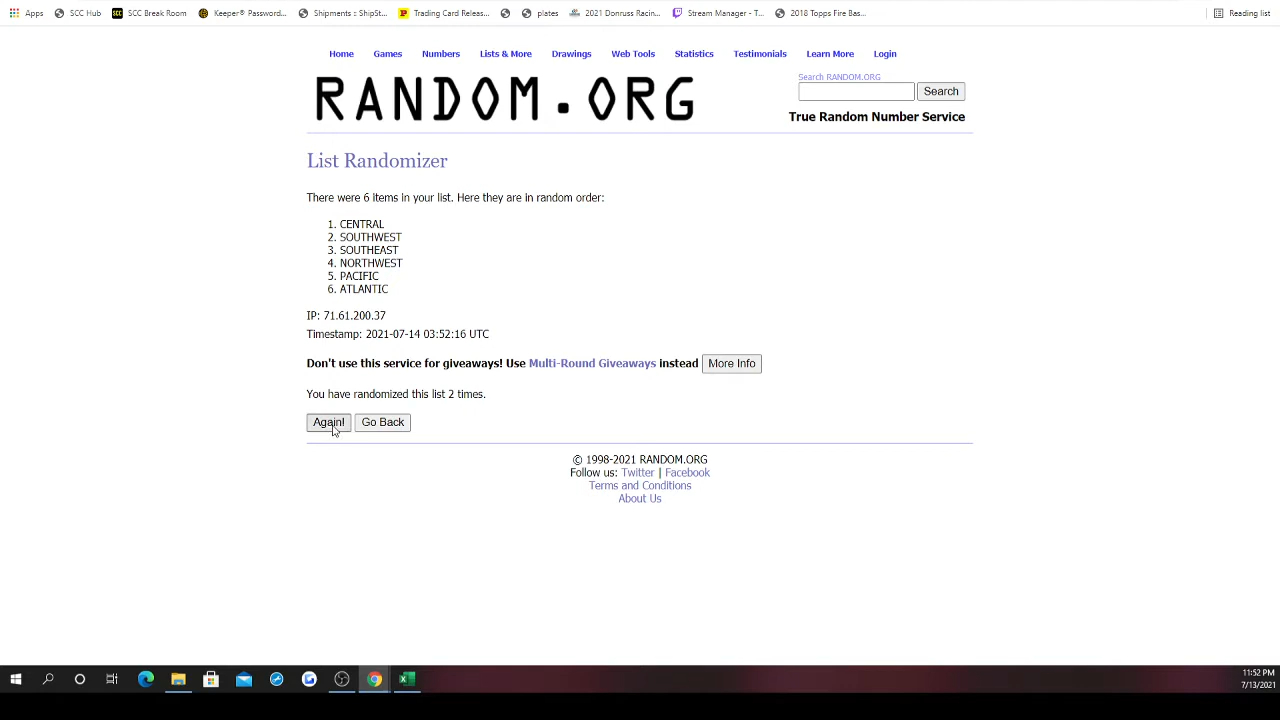 Apps SCC Hub SCC Break Room Keeper® Password... Shipments :: ShipSt... Trading Card Releas... plates 2021 Donruss Racin... Stream Manager - T... 2018 Topps Fire Bas... Reading list
Home Games Numbers Lists & More Drawings Web Tools Statistics Testimonials Learn More Login
RANDOM.ORG
Search RANDOM.ORG
Search
True Random Number Service
List Randomizer
There were 6 items in your list. Here they are in random order:
1. CENTRAL
2. SOUTHWEST
3. SOUTHEAST
4. NORTHWEST
5. PACIFIC
6. ATLANTIC
IP: 71.61.200.37
Timestamp: 2021-07-14 03:52:16 UTC
Don't use this service for giveaways! Use Multi-Round Giveaways instead More Info
You have randomized this list 2 times.
Again! Go Back
© 1998-2021 RANDOM.ORG
Follow us: Twitter | Facebook
Terms and Conditions
About Us
11:52 PM
7/13/2021